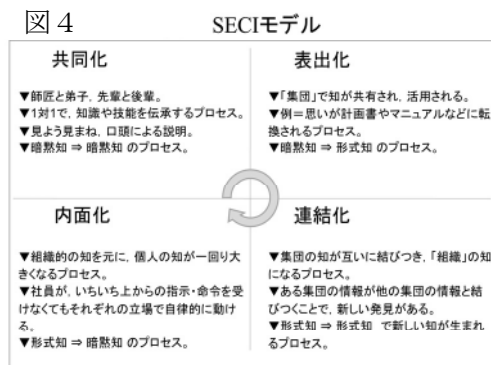 図4
SECIモデル
共同化
▼師匠と弟子，先輩と後輩。
▼1対1で，知識や技能を伝承するプロセス。
▼見よう見まね，口頭による説明。
▼暗黙知 ⇒ 暗黙知 のプロセス。
表出化
▼「集団」で知が共有され，活用される。
▼例＝思いが計画書やマニュアルなどに転
換されるプロセス。
▼暗黙知 ⇒ 形式知 のプロセス。
内面化
▼組織的の知を元に，個人の知が一回り大
きくなるプロセス。
▼社員が，いちいち上からの指示・命令を受
けなくてもそれぞれの立場で自律的に動け
る。
▼形式知 ⇒ 暗黙知 のプロセス。
連結化
▼集団の知が互いに結びつき，「組織」の知
になるプロセス。
▼ある集団の情報が他の集団の情報と結
びつくことで，新しい発見がある。
▼形式知 ⇒ 形式知 で新しい知が生まれ
るプロセス。